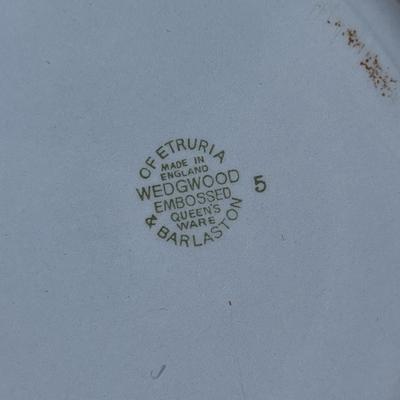 OF ETRURIA
MADE IN
ENGLAND
WEDGWOOD
EMBOSSED
QUEEN'S
WARE
& BARLASTON
5